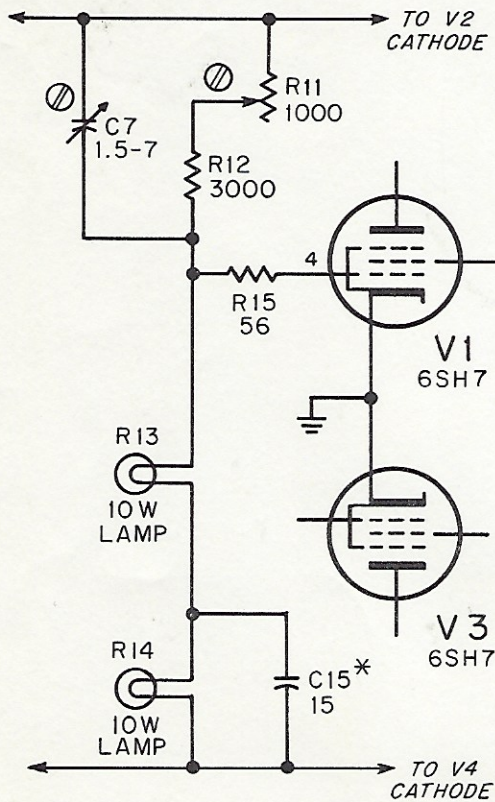 TO V2
CATHODE
R11
1000
C7
1.5-7
R12
3000
4
R15
56
V1
6SH7
R13
10W
LAMP
V3
6SH7
R14
10W
LAMP
C15*
15
TO V4
CATHODE